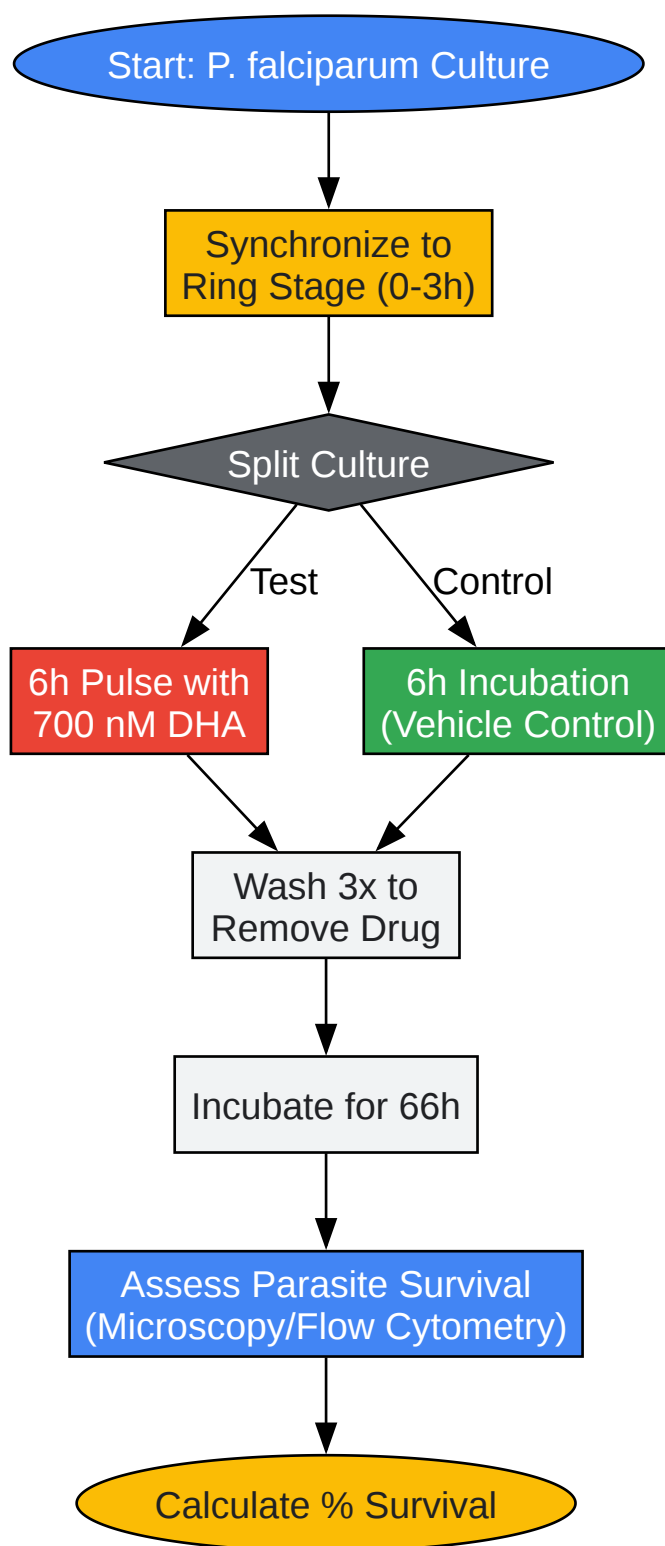 Start: P. falciparum Culture
Synchronize to
Ring Stage (0-3h)
Split Culture
Test
Control
6h Pulse with
700 nM DHA
6h Incubation
(Vehicle Control)
Wash 3x to
Remove Drug
Incubate for 66h
Assess Parasite Survival
(Microscopy/Flow Cytometry)
Calculate % Survival